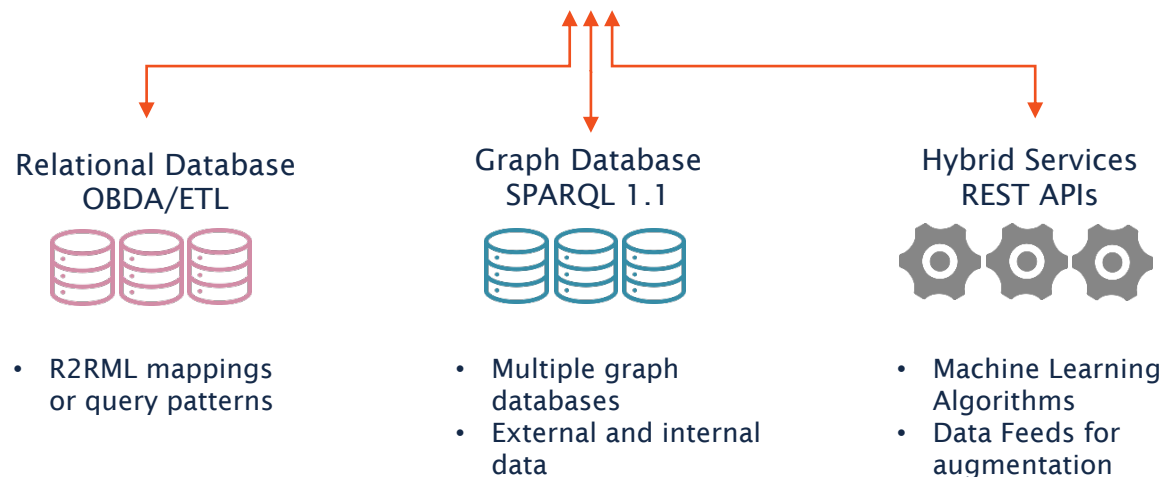 Relational Database
OBDA/ETL
Graph Database
SPARQL 1.1
Hybrid Services
REST APIs
• R2RML mappings
or query patterns
• Multiple graph
databases
• External and internal
data
• Machine Learning
Algorithms
• Data Feeds for
augmentation